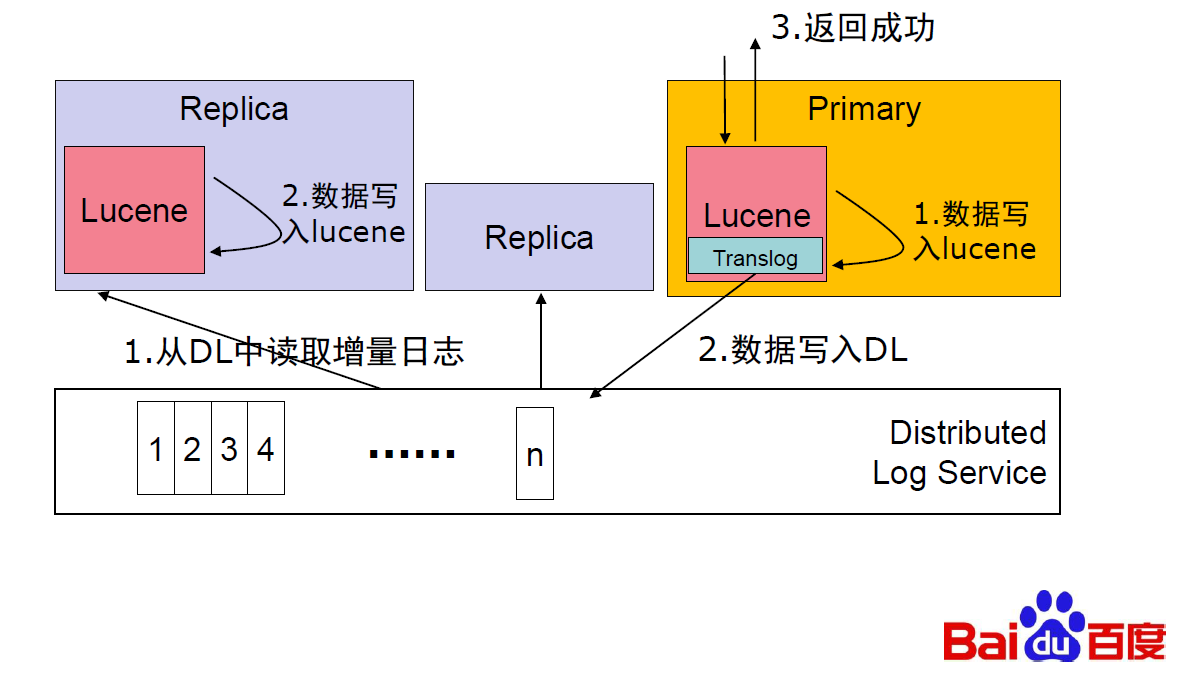 3.返回成功
Replica
Lucene
2.数据写
入lucene
Replica
Primary
Lucene
Translog
1.数据写
入lucene
1.从DL中读取增量日志
2.数据写入DL
1 2 3 4 ...... n
Distributed
Log Service
Bai du 百度